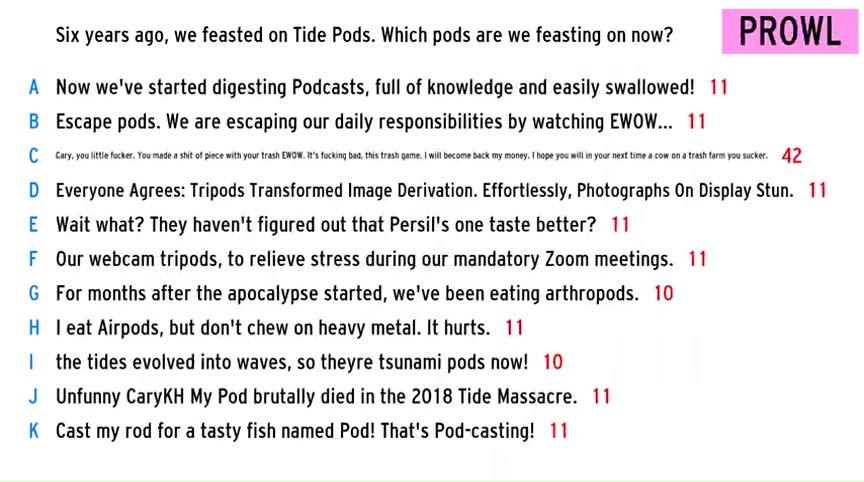 Six years ago, we feasted on Tide Pods. Which pods are we feasting on now?
PROWL
A Now we've started digesting Podcasts, full of knowledge and easily swallowed! 11
B Escape pods. We are escaping our daily responsibilities by watching EWOW... 11
C Cary, you little fucker. You made a shit of piece with your trash EWOW. It's fucking bad, this trash game. I will become back my money. I hope you will in your next time a cow on a trash farm you sucker. 42
D Everyone Agrees: Tripods Transformed Image Derivation. Effortlessly, Photographs On Display Stun. 11
E Wait what? They haven't figured out that Persil's one taste better? 11
F Our webcam tripods, to relieve stress during our mandatory Zoom meetings. 11
G For months after the apocalypse started, we've been eating arthropods. 10
H I eat Airpods, but don't chew on heavy metal. It hurts. 11
I the tides evolved into waves, so theyre tsunami pods now! 10
J Unfunny CaryKH My Pod brutally died in the 2018 Tide Massacre. 11
K Cast my rod for a tasty fish named Pod! That's Pod-casting! 11